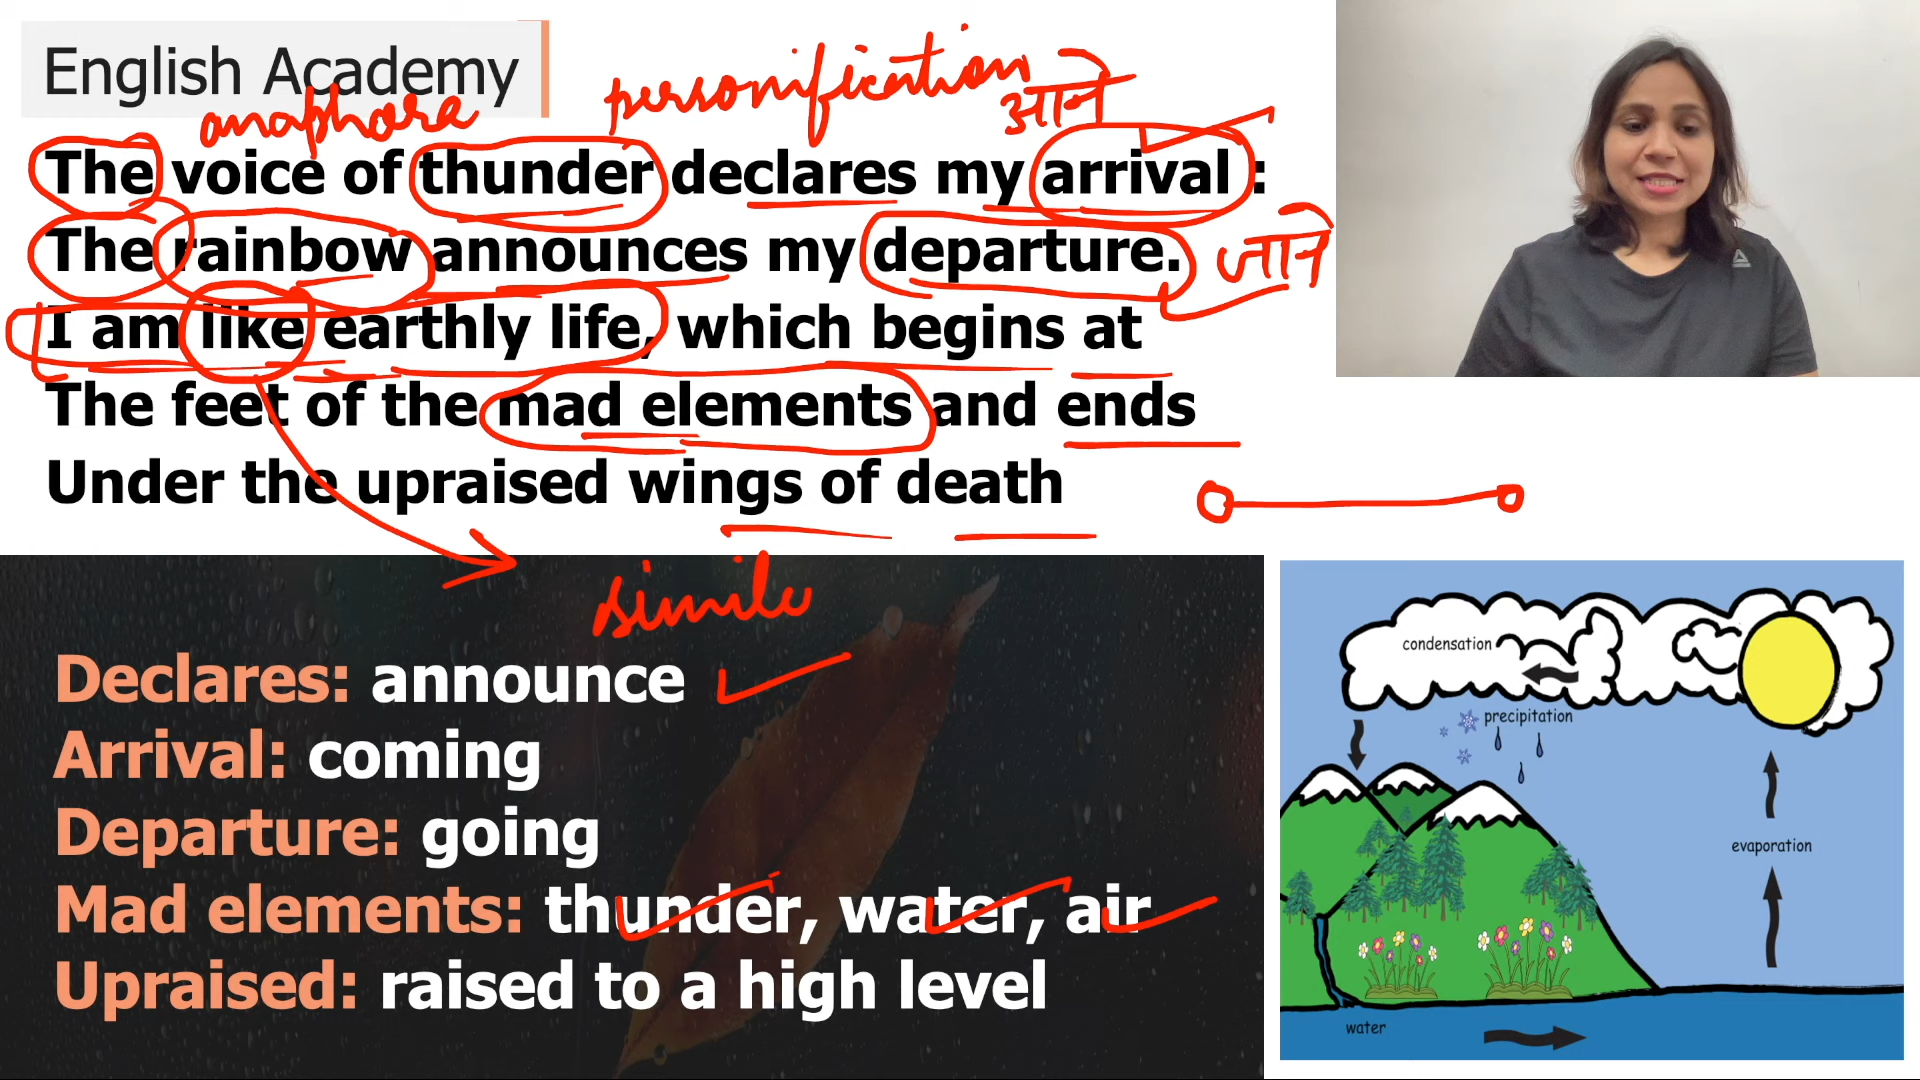 English Academy
anaphora personification
आने
The voice of thunder declares my arrival :
The rainbow announces my departure.
जाने
I am like earthly life, which begins at
The feet of the mad elements and ends
Under the upraised wings of death
simile
Declares: announce
Arrival: coming
Departure: going
Mad elements: thunder, water, air
Upraised: raised to a high level
condensation
precipitation
evaporation
water